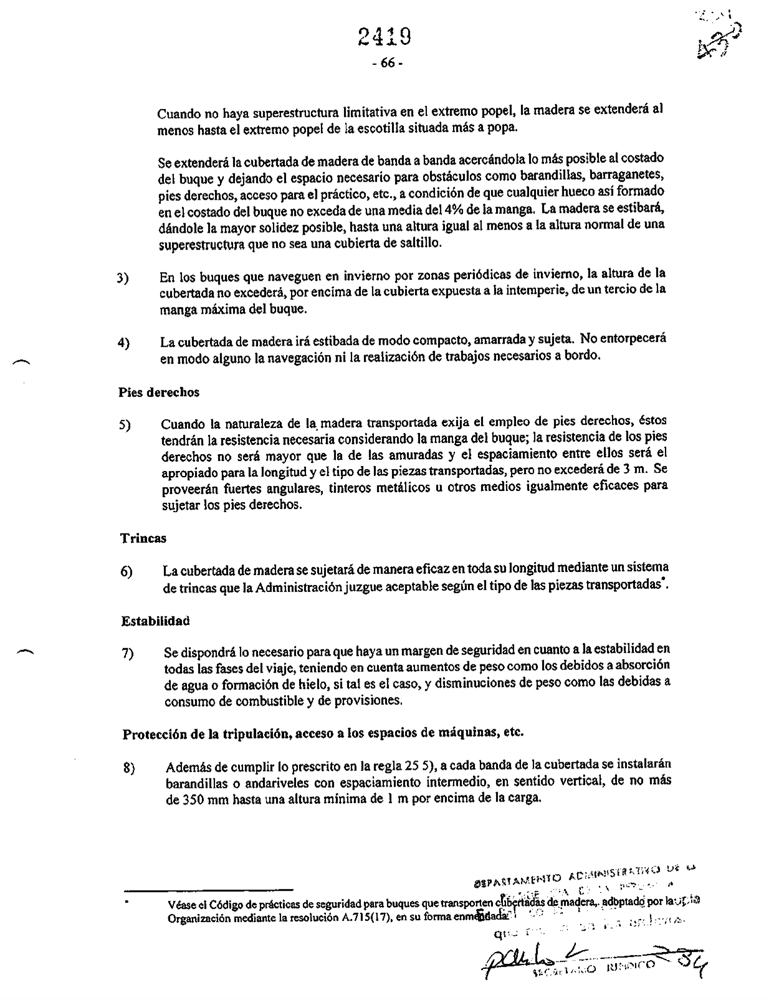 2419
- 66 -
Cuando no haya superestructura limitativa en el extremo popel, la madera se extenderá al
menos hasta el extremo popel de la escotilla situada más a popa.
Se extenderá la cubertada de madera de banda a banda acercándola lo más posible al costado
del buque y dejando el espacio necesario para obstáculos como barandillas, barraganetes,
pies derechos, acceso para el práctico, etc., a condición de que cualquier hueco así formado
en el costado del buque no exceda de una media del 4% de la manga. La madera se estibará,
dándole la mayor solidez posible, hasta una altura igual al menos a la altura normal de una
superestructura que no sea una cubierta de saltillo.
3) En los buques que naveguen en invierno por zonas periódicas de invierno, la altura de la
cubertada no excederá, por encima de la cubierta expuesta a la intemperie, de un tercio de la
manga máxima del buque.
4) La cubertada de madera irá estibada de modo compacto, amarrada y sujeta. No entorpecerá
en modo alguno la navegación ni la realización de trabajos necesarios a bordo.
Pies derechos
5) Cuando la naturaleza de la madera transportada exija el empleo de pies derechos, éstos
tendrán la resistencia necesaria considerando la manga del buque; la resistencia de los pies
derechos no será mayor que la de las amuradas y el espaciamiento entre ellos será el
apropiado para la longitud y el tipo de las piezas transportadas, pero no excederá de 3 m. Se
proveerán fuertes angulares, tinteros metálicos u otros medios igualmente eficaces para
sujetar los pies derechos.
Trincas
6) La cubertada de madera se sujetará de manera eficaz en toda su longitud mediante un sistema
de trincas que la Administración juzgue aceptable según el tipo de las piezas transportadas*.
Estabilidad
7) Se dispondrá lo necesario para que haya un margen de seguridad en cuanto a la estabilidad en
todas las fases del viaje, teniendo en cuenta aumentos de peso como los debidos a absorción
de agua o formación de hielo, si tal es el caso, y disminuciones de peso como las debidas a
consumo de combustible y de provisiones.
Protección de la tripulación, acceso a los espacios de máquinas, etc.
8) Además de cumplir lo prescrito en la regla 25 5), a cada banda de la cubertada se instalarán
barandillas o andariveles con espaciamiento intermedio, en sentido vertical, de no más
de 350 mm hasta una altura mínima de 1 m por encima de la carga.
DEPARTAMENTO ADMINISTRATIVO DE LA
* Véase el Código de prácticas de seguridad para buques que transporten cubertadas de madera, adoptado por la
Organización mediante la resolución A.715(17), en su forma enmendada.
que
SECRETARIO JURIDICO